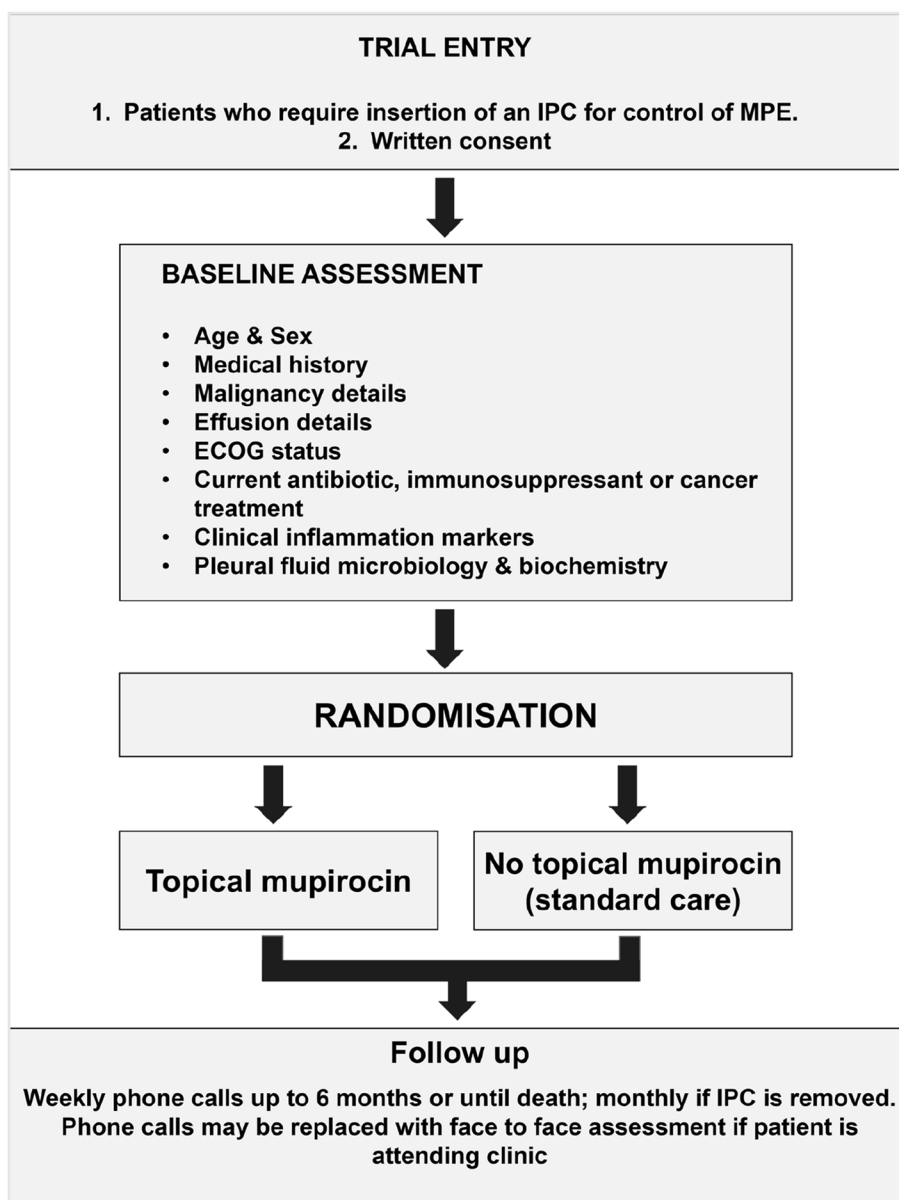 TRIAL ENTRY
1. Patients who require insertion of an IPC for control of MPE.
2. Written consent
BASELINE ASSESSMENT
• Age & Sex
• Medical history
• Malignancy details
• Effusion details
• ECOG status
• Current antibiotic, immunosuppressant or cancer
treatment
• Clinical inflammation markers
• Pleural fluid microbiology & biochemistry
RANDOMISATION
Topical mupirocin
No topical mupirocin
(standard care)
Follow up
Weekly phone calls up to 6 months or until death; monthly if IPC is removed.
Phone calls may be replaced with face to face assessment if patient is
attending clinic